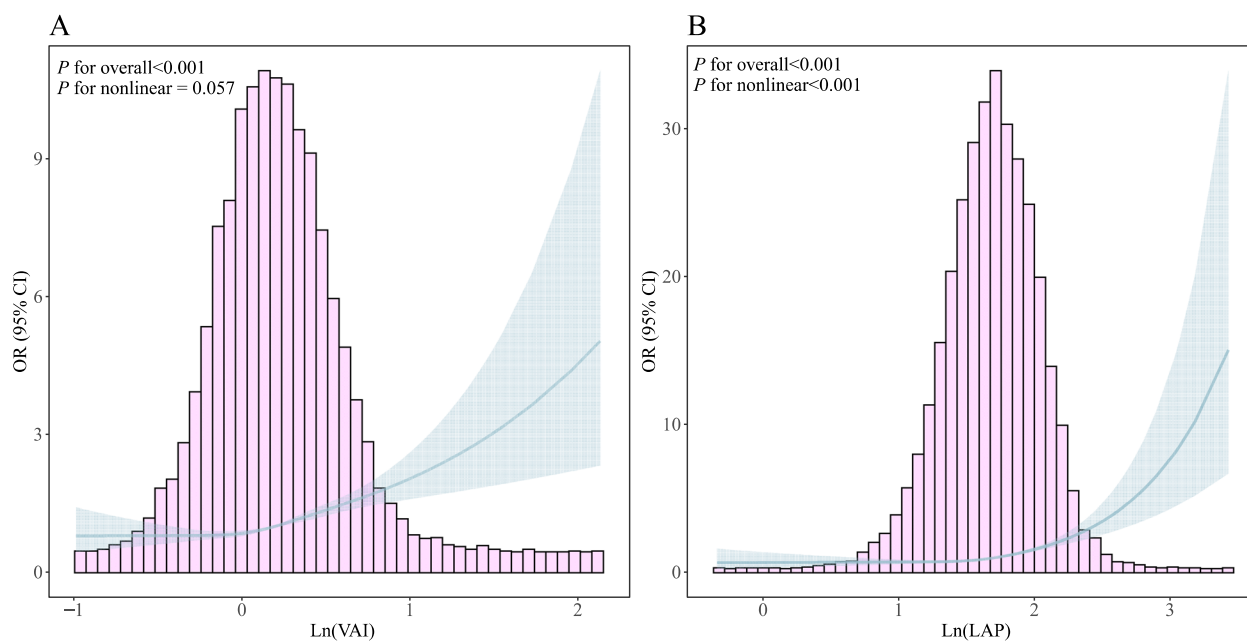 A
P for overall<0.001
P for nonlinear = 0.057
OR (95% CI)
9
6
3
0
−1
0
1
2
Ln(VAI)
B
P for overall<0.001
P for nonlinear<0.001
OR (95% CI)
30
20
10
0
0
1
2
3
Ln(LAP)